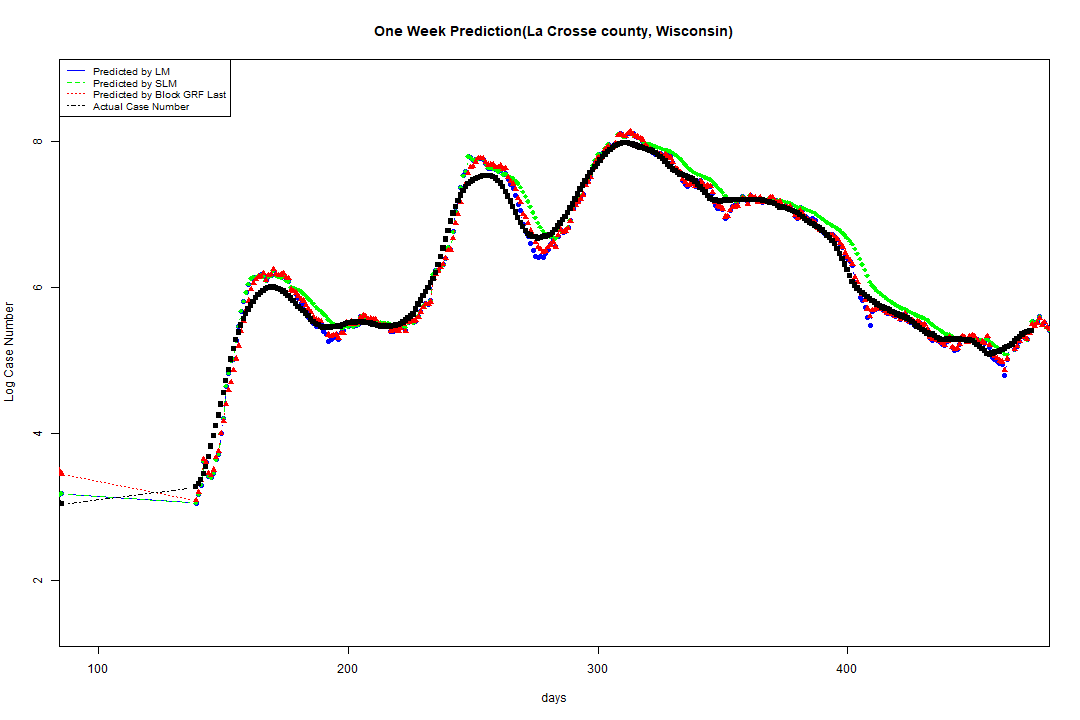 One Week Prediction(La Crosse county, Wisconsin)
Predicted by LM
Predicted by SLM
Predicted by Block GRF Last
Actual Case Number
8
6
4
2
Log Case Number
100 200 300 400
days